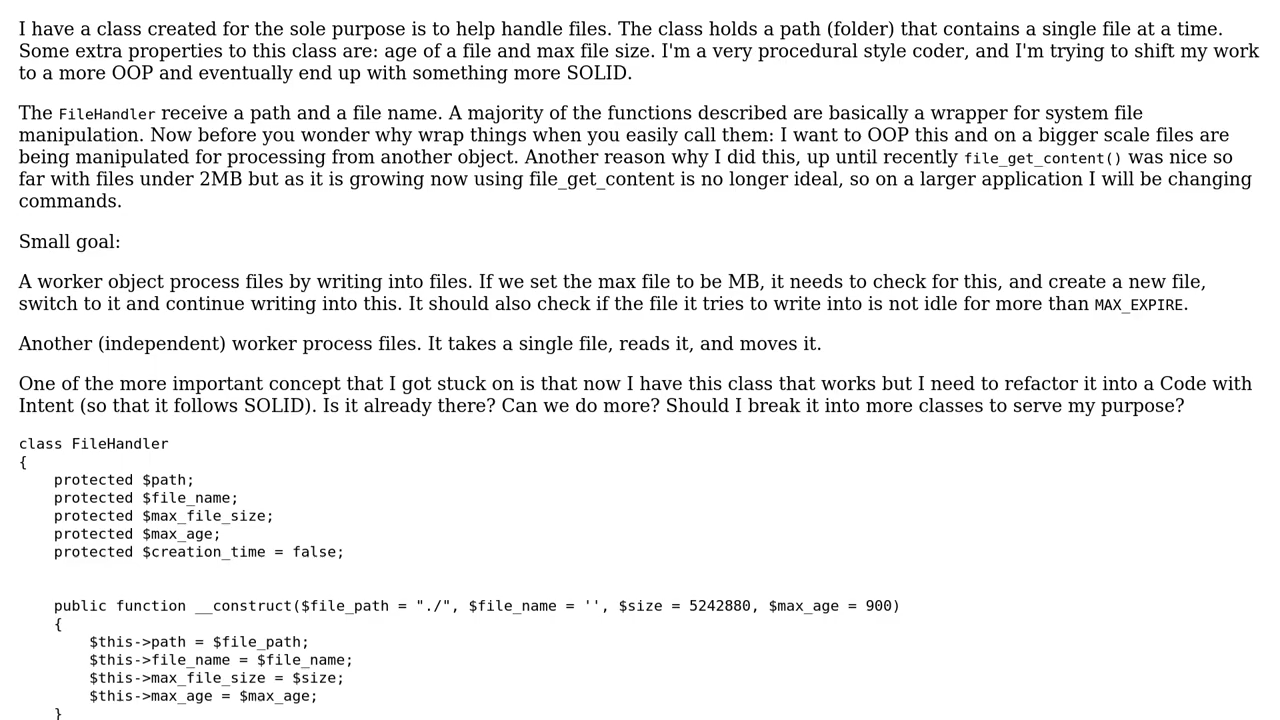 I have a class created for the sole purpose is to help handle files. The class holds a path (folder) that contains a single file at a time.
Some extra properties to this class are: age of a file and max file size. I'm a very procedural style coder, and I'm trying to shift my work
to a more OOP and eventually end up with something more SOLID.
The FileHandler receive a path and a file name. A majority of the functions described are basically a wrapper for system file
manipulation. Now before you wonder why wrap things when you easily call them: I want to OOP this and on a bigger scale files are
being manipulated for processing from another object. Another reason why I did this, up until recently file_get_content() was nice so
far with files under 2MB but as it is growing now using file_get_content is no longer ideal, so on a larger application I will be changing
commands.
Small goal:
A worker object process files by writing into files. If we set the max file to be MB, it needs to check for this, and create a new file,
switch to it and continue writing into this. It should also check if the file it tries to write into is not idle for more than MAX_EXPIRE.
Another (independent) worker process files. It takes a single file, reads it, and moves it.
One of the more important concept that I got stuck on is that now I have this class that works but I need to refactor it into a Code with
Intent (so that it follows SOLID). Is it already there? Can we do more? Should I break it into more classes to serve my purpose?
class FileHandler
{
    protected $path;
    protected $file_name;
    protected $max_file_size;
    protected $max_age;
    protected $creation_time = false;
    public function __construct($file_path = "./", $file_name = '', $size = 5242880, $max_age = 900)
    {
        $this->path = $file_path;
        $this->file_name = $file_name;
        $this->max_file_size = $size;
        $this->max_age = $max_age;
    }